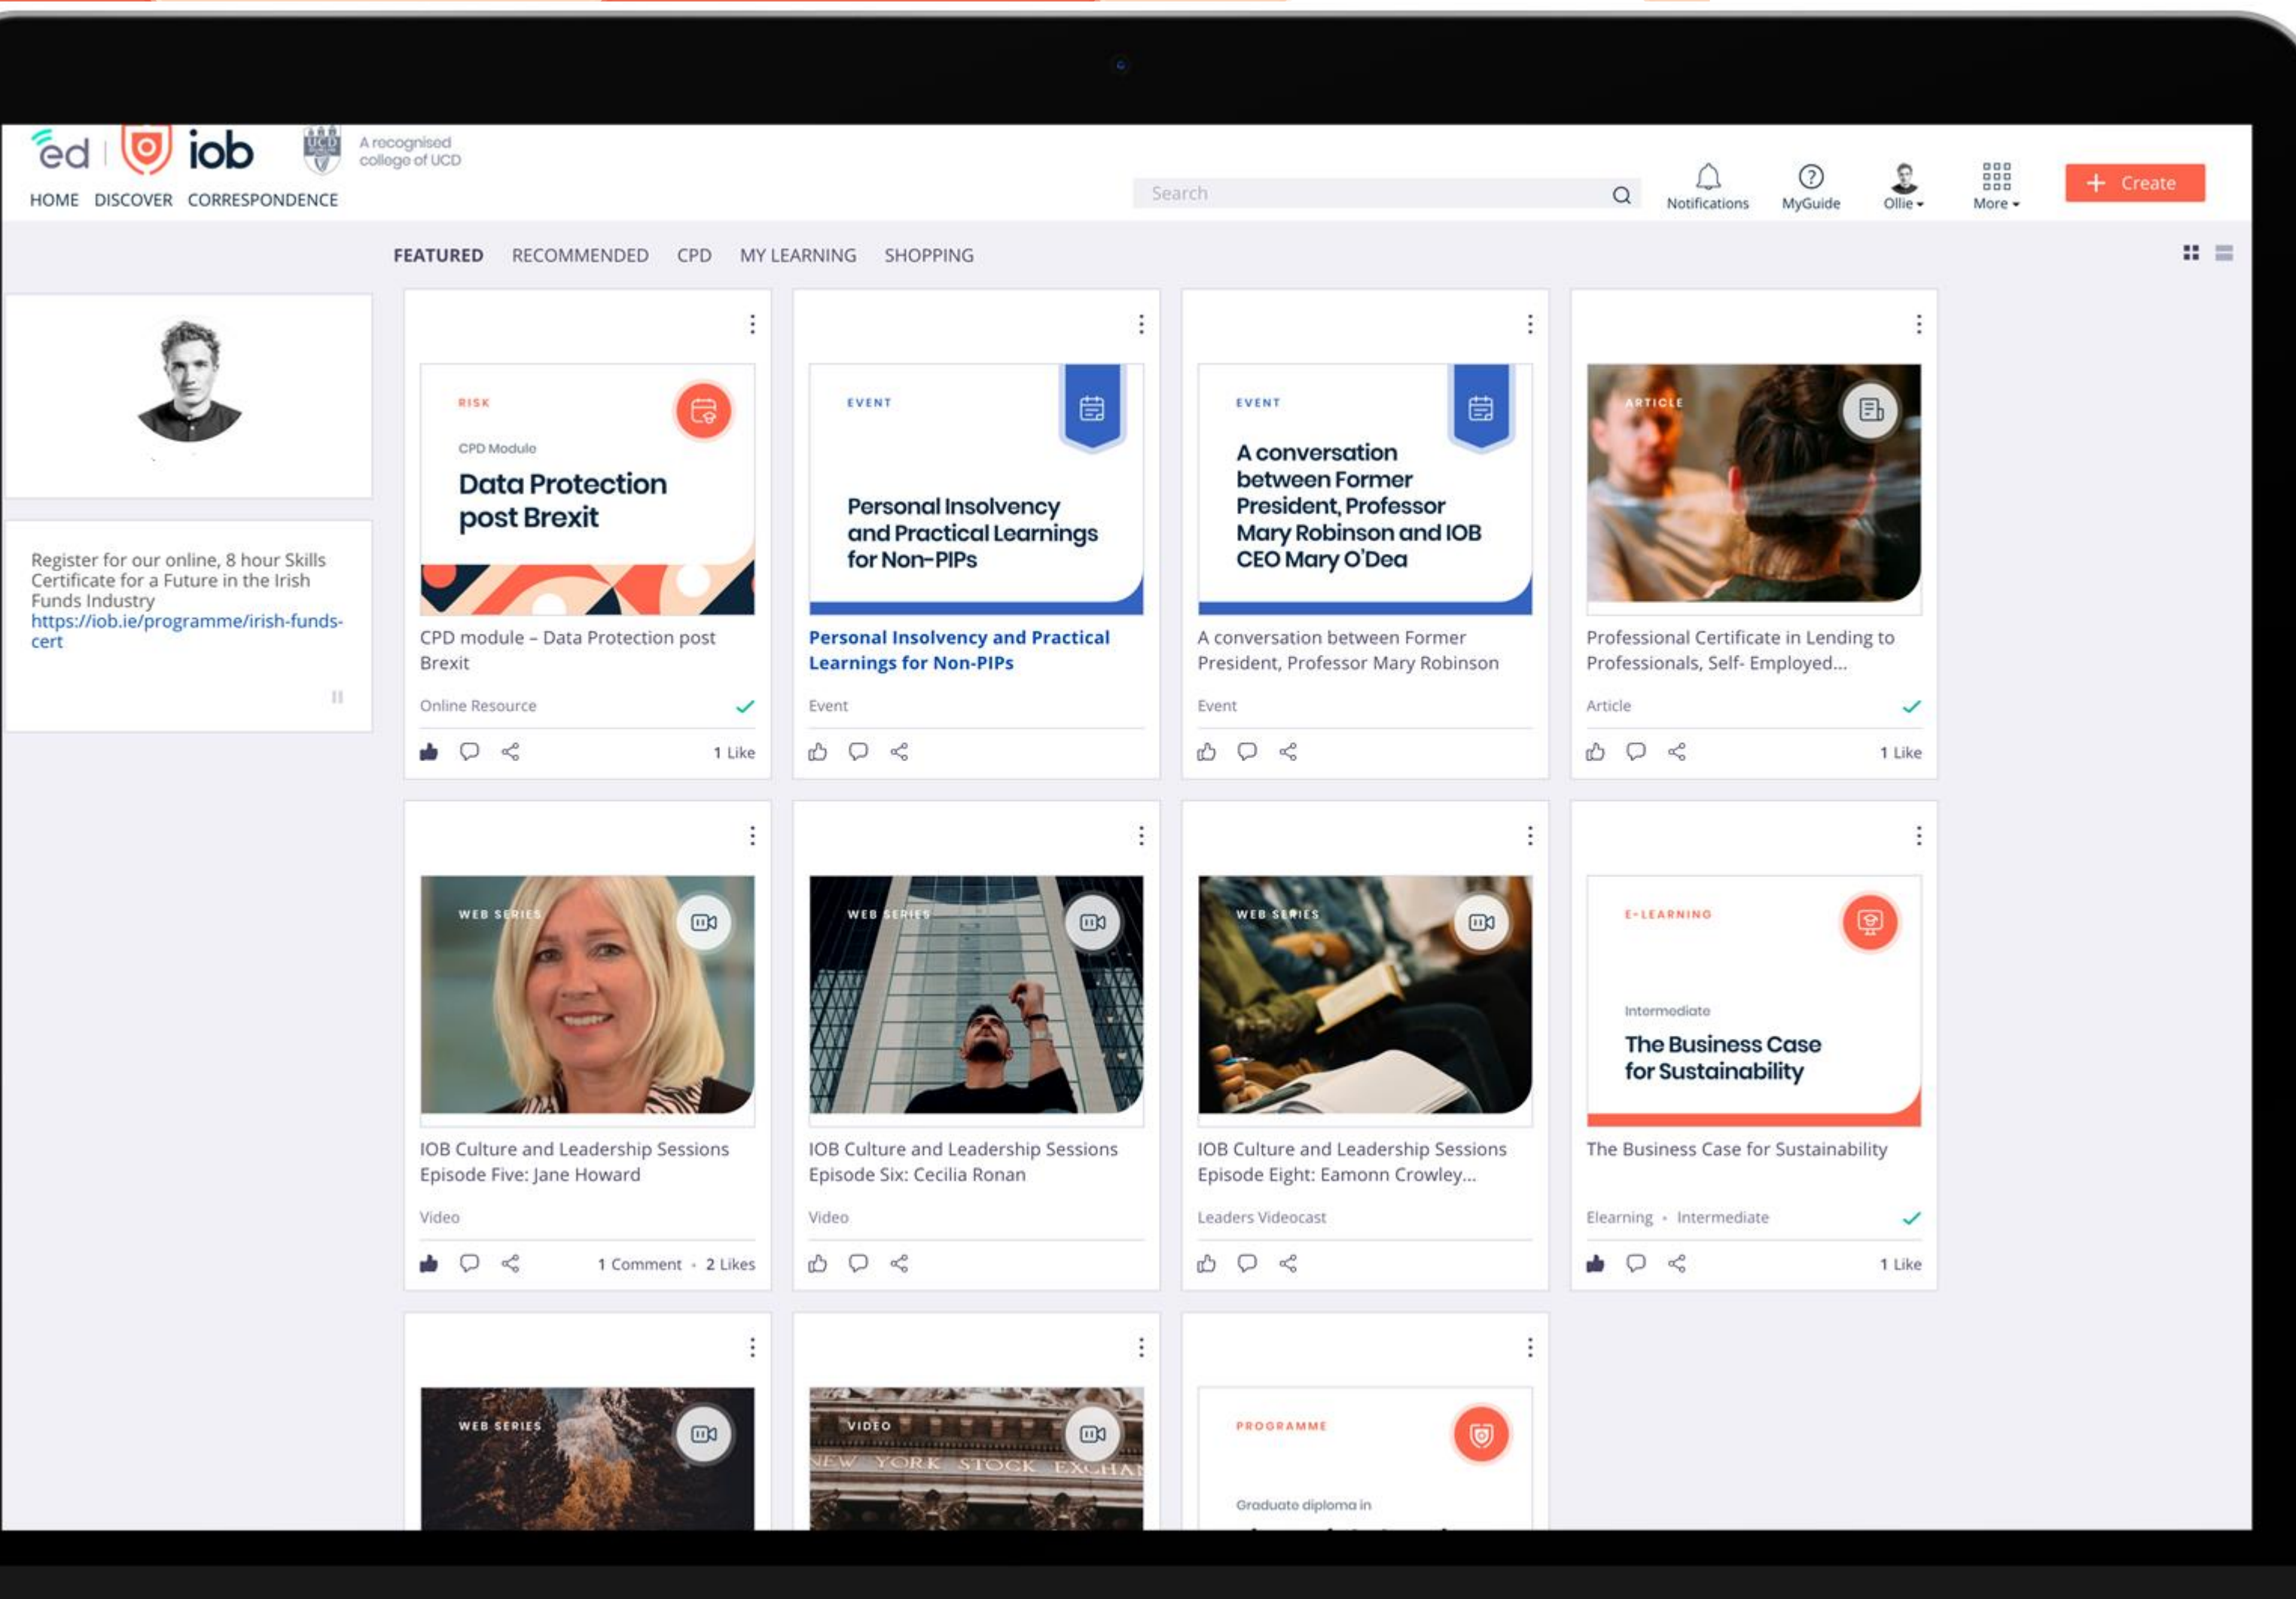 ed
iob
UCD
A recognised
college of UCD
HOME DISCOVER CORRESPONDENCE
Search
Notifications
MyGuide
Ollie
More
+ Create
FEATURED RECOMMENDED CPD MY LEARNING SHOPPING
Register for our online, 8 hour Skills
Certificate for a Future in the Irish
Funds Industry
https://iob.ie/programme/irish-funds-
cert
RISK
CPD Module
Data Protection
post Brexit
CPD module – Data Protection post
Brexit
Online Resource
1 Like
EVENT
Personal Insolvency
and Practical Learnings
for Non-PIPs
Personal Insolvency and Practical
Learnings for Non-PIPs
Event
EVENT
A conversation
between Former
President, Professor
Mary Robinson and IOB
CEO Mary O'Dea
A conversation between Former
President, Professor Mary Robinson
Event
ARTICLE
Professional Certificate in Lending to
Professionals, Self- Employed...
Article
1 Like
WEB SERIES
IOB Culture and Leadership Sessions
Episode Five: Jane Howard
Video
1 Comment • 2 Likes
WEB SERIES
IOB Culture and Leadership Sessions
Episode Six: Cecilia Ronan
Video
WEB SERIES
IOB Culture and Leadership Sessions
Episode Eight: Eamonn Crowley...
Leaders Videocast
E-LEARNING
Intermediate
The Business Case
for Sustainability
The Business Case for Sustainability
Elearning • Intermediate
1 Like
WEB SERIES
VIDEO
NEW YORK STOCK EXCHA
PROGRAMME
Graduate diploma in